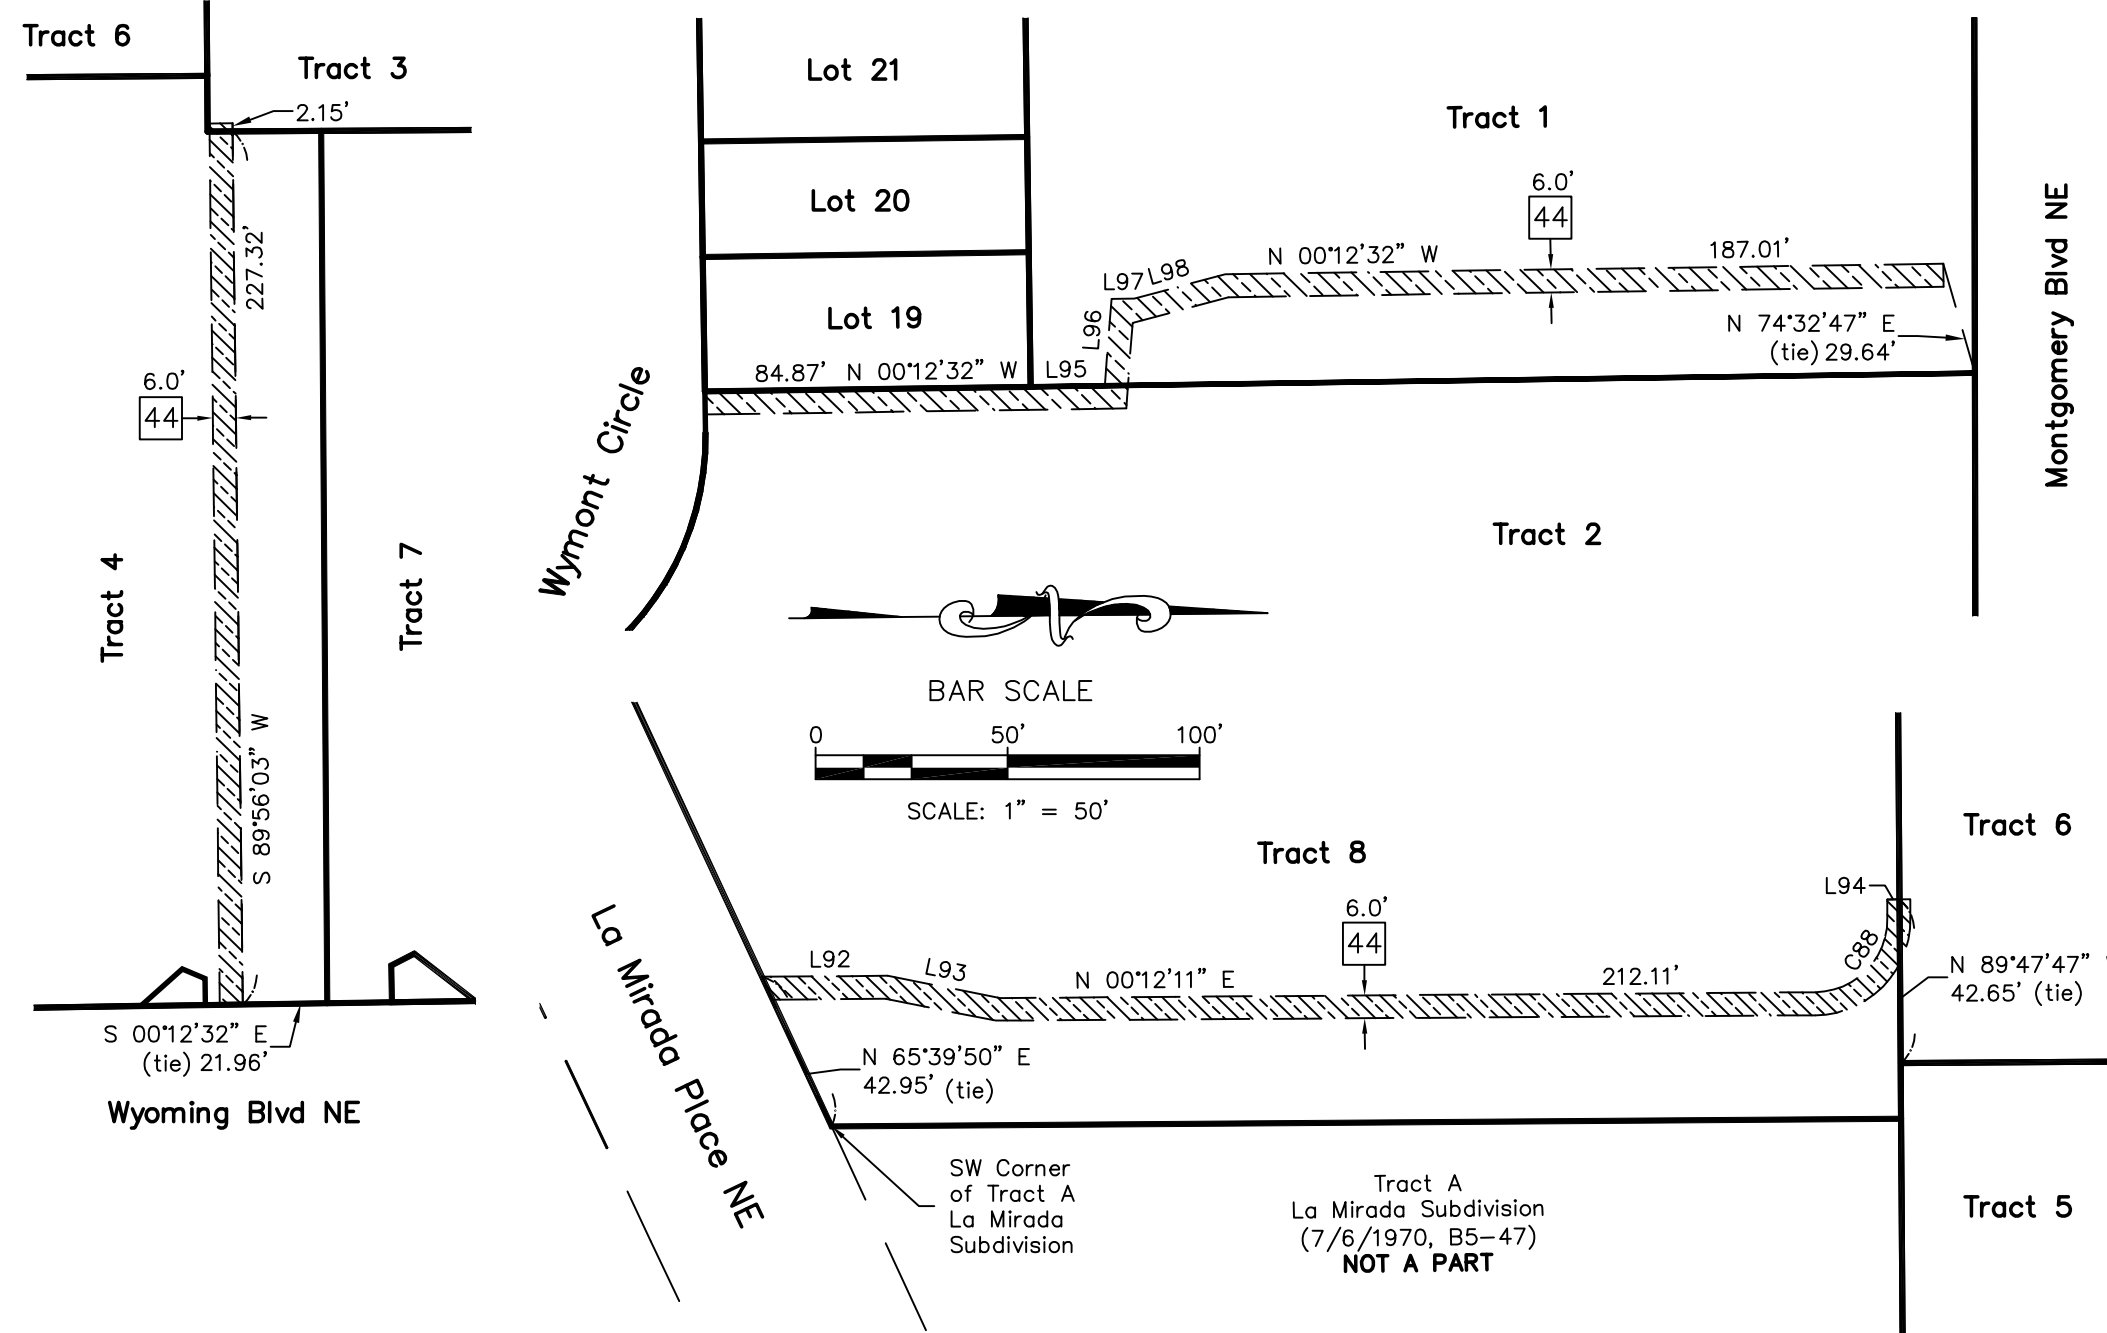 Tract 6
Tract 3
2.15'
227.32'
6.0'
44
Tract 4
Tract 7
S 89°56'03" W
S 00°12'32" E
(tie) 21.96'
Wyoming Blvd NE
Lot 21
Lot 20
Lot 19
Tract 1
6.0'
44
L97
L98
N 00°12'32" W
187.01'
L96
N 74°32'47" E
(tie) 29.64'
84.87'
N 00°12'32" W
L95
Montgomery Blvd NE
Wymont Circle
Tract 2
N
BAR SCALE
0
50'
100'
SCALE: 1" = 50'
Tract 8
Tract 6
L94
6.0'
44
L92
L93
N 00°12'11" E
212.11'
C88
N 89°47'47"
42.65' (tie)
La Mirada Place NE
N 65°39'50" E
42.95' (tie)
SW Corner
of Tract A
La Mirada
Subdivision
Tract A
La Mirada Subdivision
(7/6/1970, B5-47)
NOT A PART
Tract 5